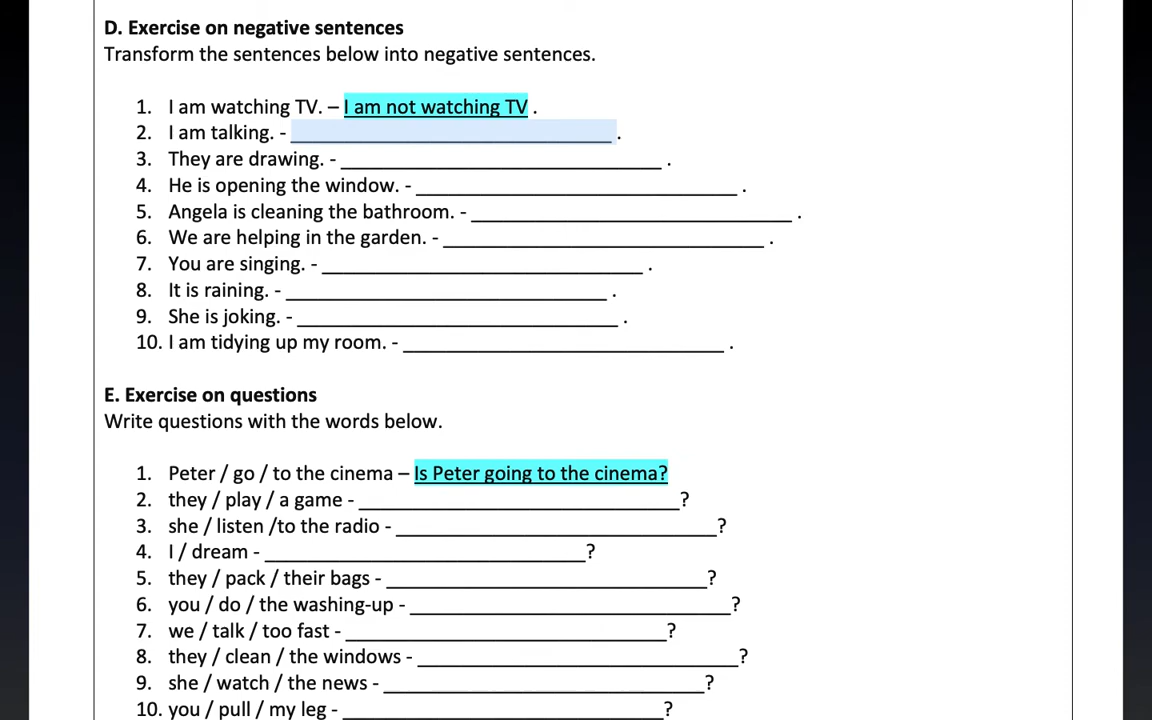 D. Exercise on negative sentences
Transform the sentences below into negative sentences.
1. I am watching TV. – I am not watching TV .
2. I am talking. - ________________________________ .
3. They are drawing. - ________________________________ .
4. He is opening the window. - ________________________________ .
5. Angela is cleaning the bathroom. - ________________________________ .
6. We are helping in the garden. - ________________________________ .
7. You are singing. - ________________________________ .
8. It is raining. - ________________________________ .
9. She is joking. - ________________________________ .
10. I am tidying up my room. - ________________________________ .
E. Exercise on questions
Write questions with the words below.
1. Peter / go / to the cinema – Is Peter going to the cinema?
2. they / play / a game - ________________________________?
3. she / listen /to the radio - ________________________________?
4. I / dream - ________________________________?
5. they / pack / their bags - ________________________________?
6. you / do / the washing-up - ________________________________?
7. we / talk / too fast - ________________________________?
8. they / clean / the windows - ________________________________?
9. she / watch / the news - ________________________________?
10. you / pull / my leg - ________________________________?